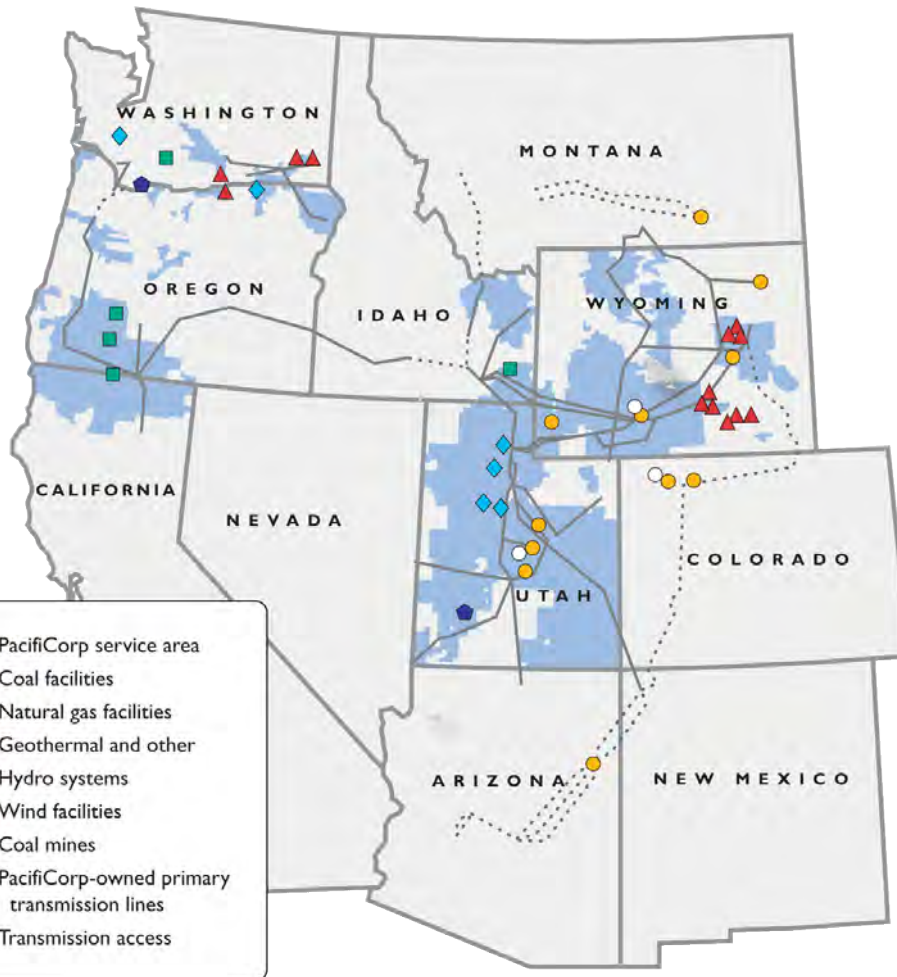 WASHINGTON
MONTANA
OREGON
IDAHO
WYOMING
CALIFORNIA
NEVADA
UTAH
COLORADO
ARIZONA
NEW MEXICO
PacifiCorp service area
Coal facilities
Natural gas facilities
Geothermal and other
Hydro systems
Wind facilities
Coal mines
PacifiCorp-owned primary
transmission lines
Transmission access